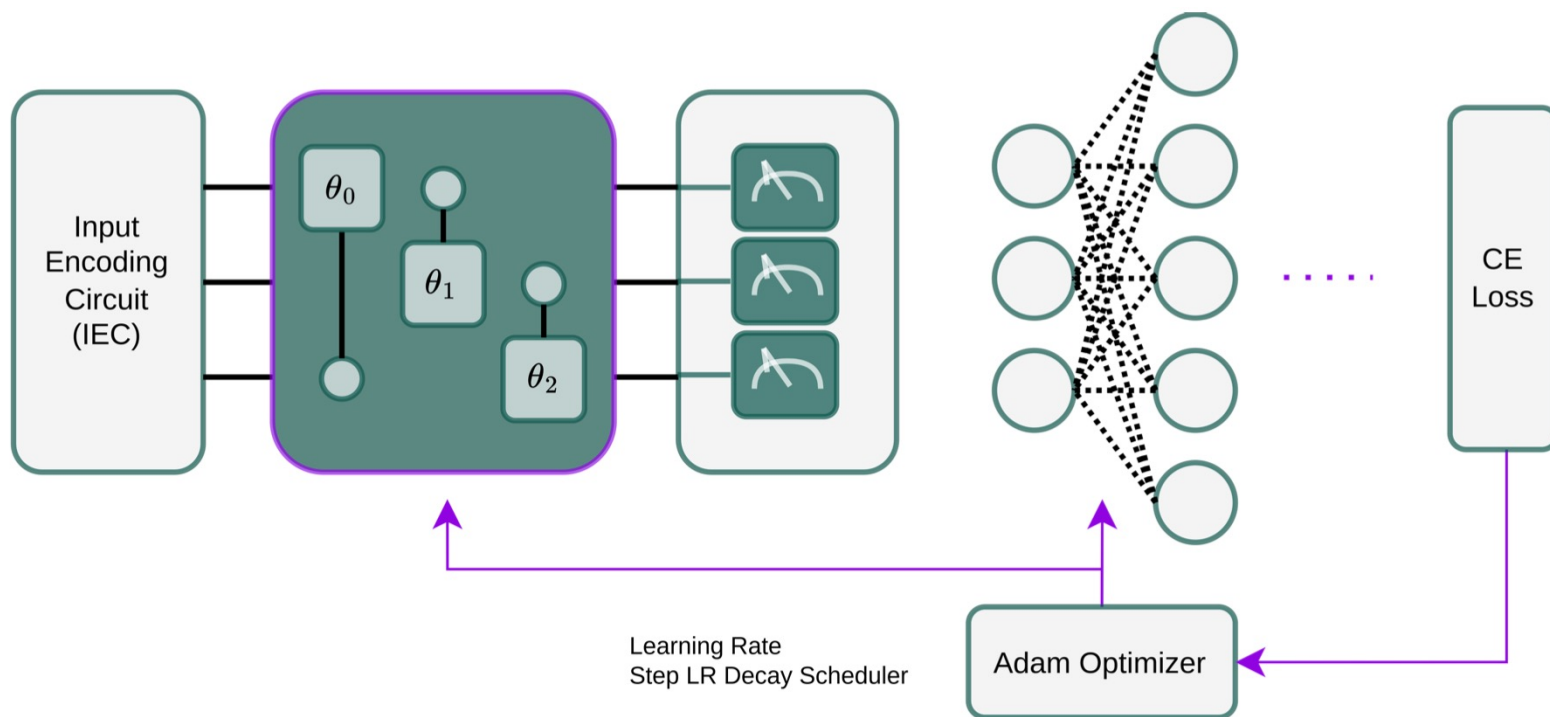 Input
Encoding
Circuit
(IEC)
θ₀
θ₁
θ₂
CE
Loss
Learning Rate
Step LR Decay Scheduler
Adam Optimizer